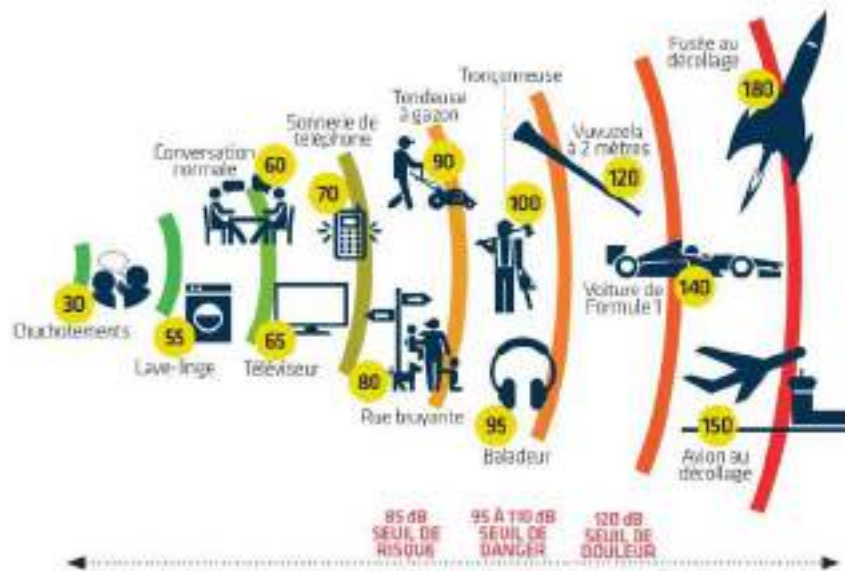 30
Chuchotements
55
Lave-linge
Conversation
normale
60
65
Téléviseur
Sonnerie de
téléphone
70
80
Rue bruyante
Tondeuse
à gazon
90
Tronçonneuse
100
95
Baladeur
Vuvuzela
à 2 mètres
120
Voiture de
Formule 1
140
Fusée au
décollage
180
150
Avion au
décollage
85 dB
SEUIL DE
RISQUE
95 À 110 dB
SEUIL DE
DANGER
120 dB
SEUIL DE
DOULEUR